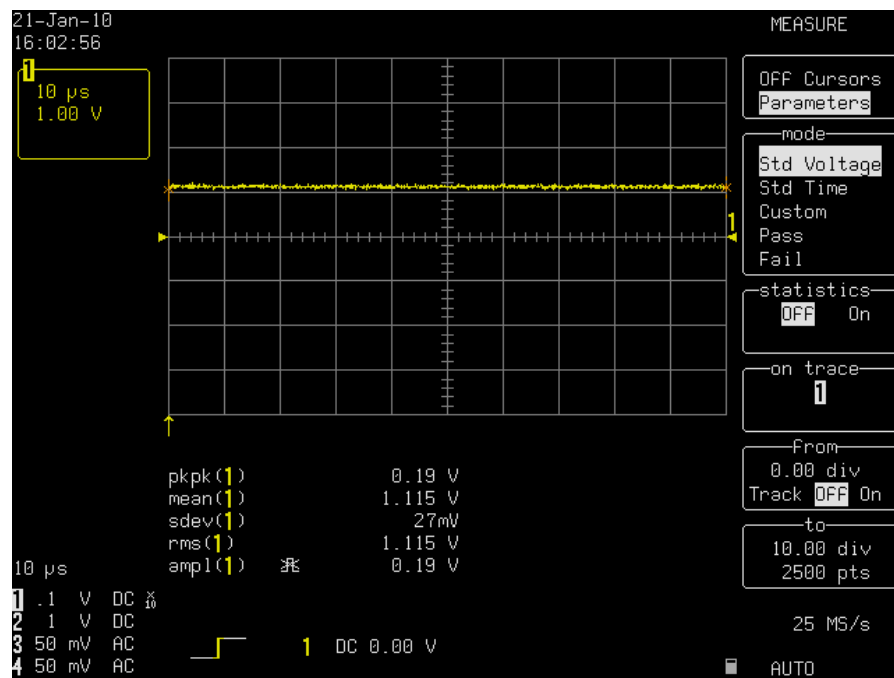 21-Jan-10
16:02:56
1
10 µs
1.00 V
1
pkpk(1) 0.19 V
mean(1) 1.115 V
sdev(1) 27mV
rms(1) 1.115 V
ampl(1) 0.19 V
10 µs
1 .1 V DC X10
2 1 V DC
3 50 mV AC
4 50 mV AC
1 DC 0.00 V
MEASURE
OFF Cursors
Parameters
mode
Std Voltage
Std Time
Custom
Pass
Fail
statistics
OFF On
on trace
1
From
0.00 div
Track OFF On
to
10.00 div
2500 pts
25 MS/s
AUTO